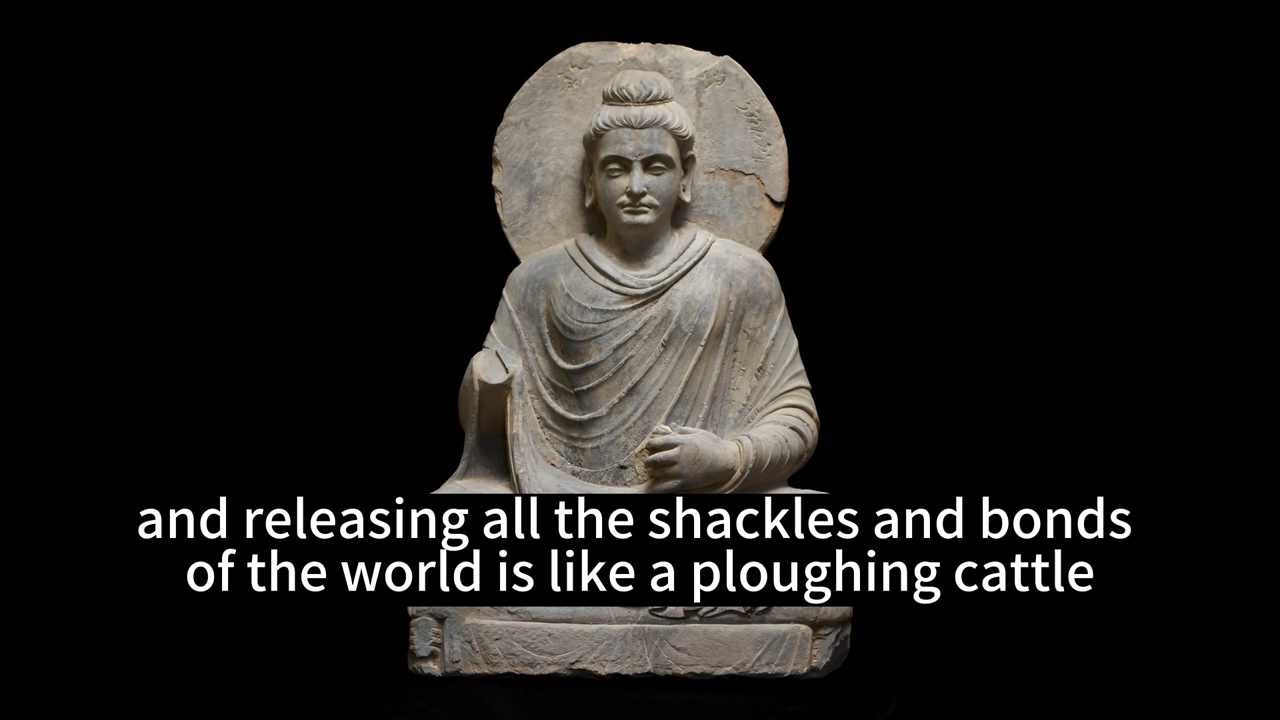 and releasing all the shackles and bonds
of the world is like a ploughing cattle